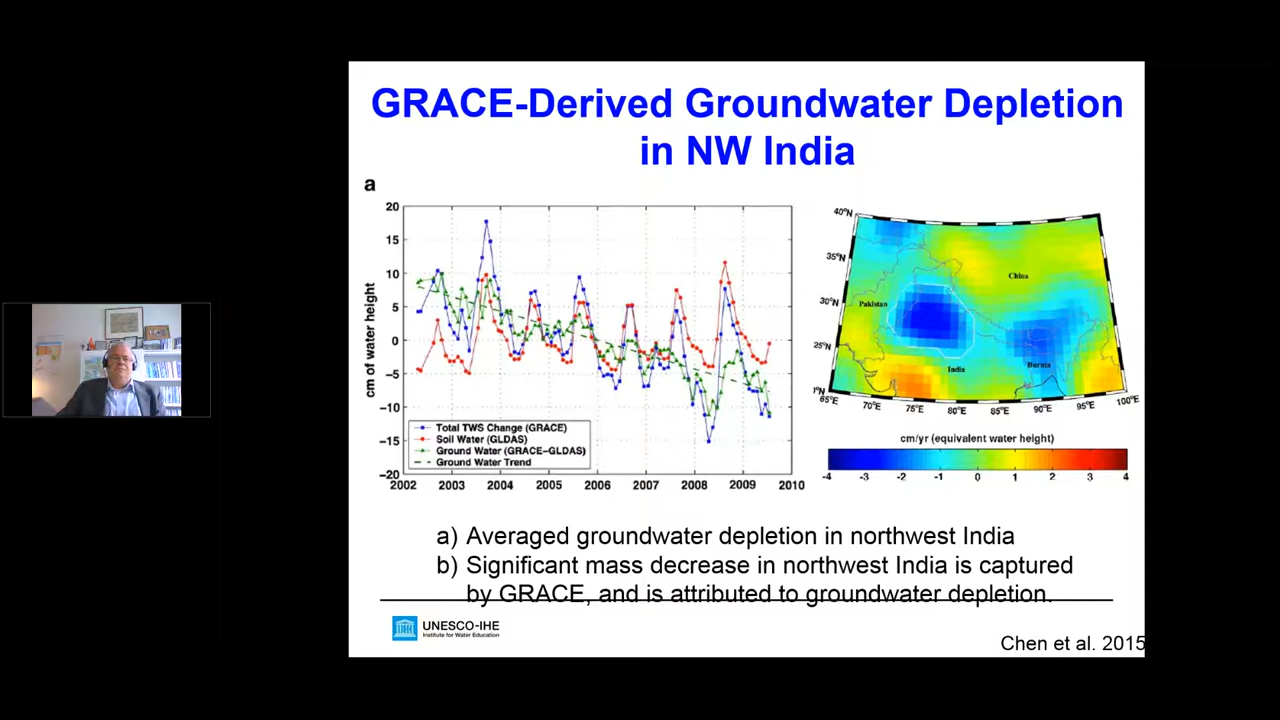 GRACE-Derived Groundwater Depletion
in NW India
a
20
15
10
5
0
-5
-10
-15
-20
cm of water height
Total TWS Change (GRACE)
Soil Water (GLDAS)
Ground Water (GRACE-GLDAS)
Ground Water Trend
2002 2003 2004 2005 2006 2007 2008 2009 2010
40°N
35°N
30°N
25°N
China
Pakistan
India
Burma
65°E 70°E 75°E 80°E 85°E 90°E 95°E 100°E
cm/yr (equivalent water height)
-4 -3 -2 -1 0 1 2 3 4
a) Averaged groundwater depletion in northwest India
b) Significant mass decrease in northwest India is captured
by GRACE, and is attributed to groundwater depletion.
UNESCO-IHE
Institute for Water Education
Chen et al. 2015